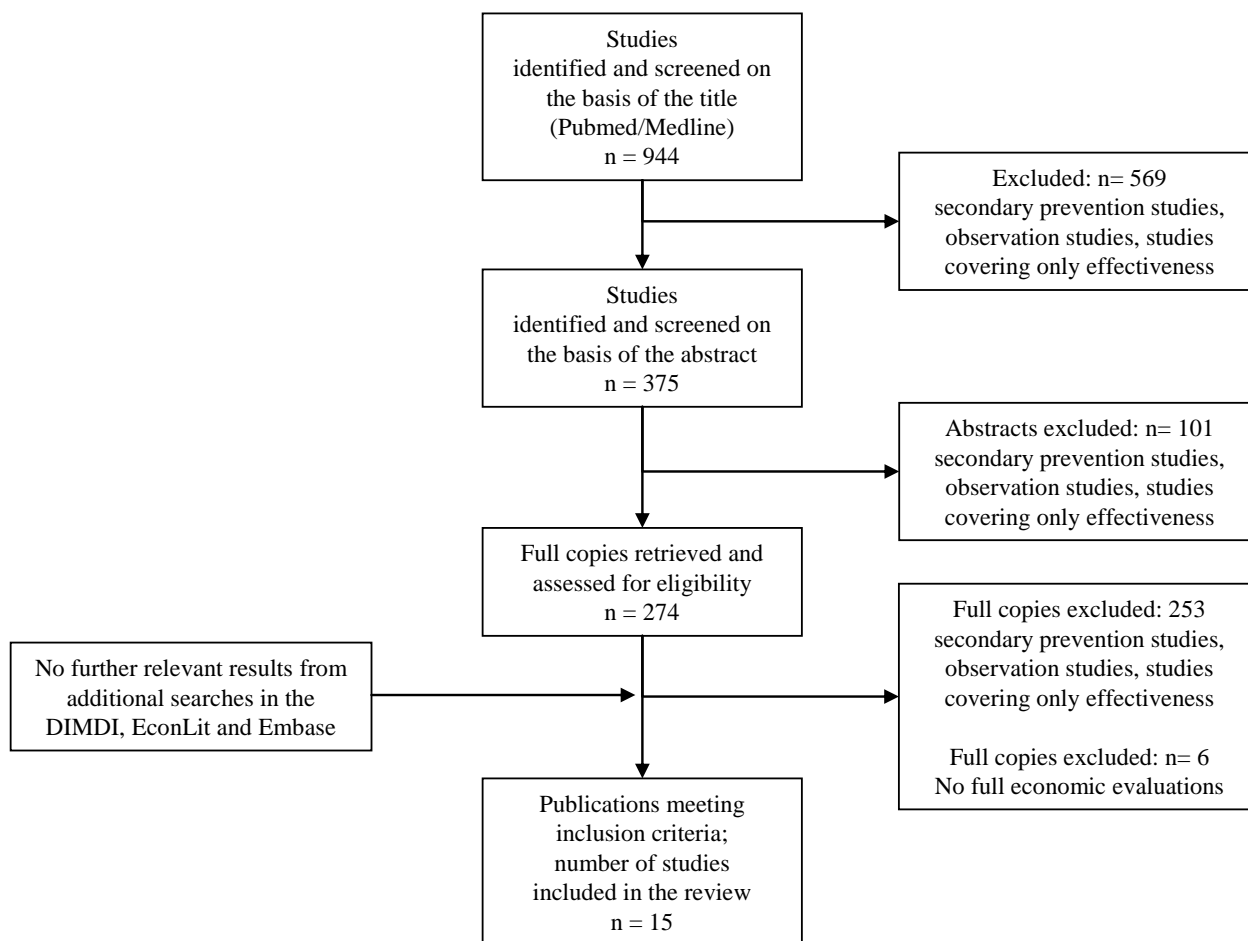 Studies
identified and screened on
the basis of the title
(Pubmed/Medline)
n = 944
Excluded: n= 569
secondary prevention studies,
observation studies, studies
covering only effectiveness
Studies
identified and screened on
the basis of the abstract
n = 375
Abstracts excluded: n= 101
secondary prevention studies,
observation studies, studies
covering only effectiveness
Full copies retrieved and
assessed for eligibility
n = 274
Full copies excluded: 253
secondary prevention studies,
observation studies, studies
covering only effectiveness
Full copies excluded: n= 6
No full economic evaluations
No further relevant results from
additional searches in the
DIMDI, EconLit and Embase
Publications meeting
inclusion criteria;
number of studies
included in the review
n = 15